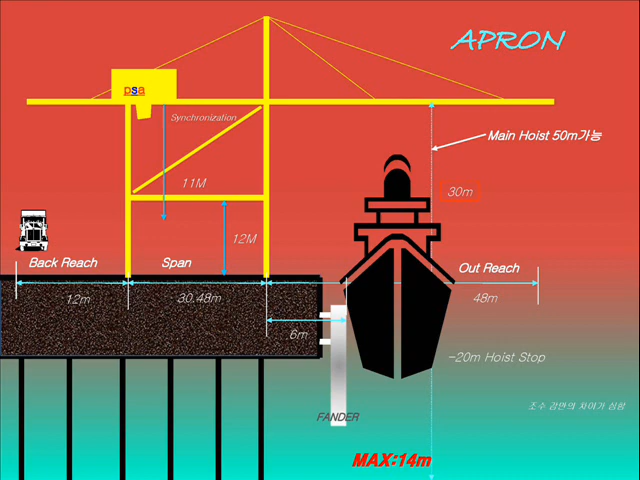 APRON
psa
Synchronization
Main Hoist 50m가능
11M
30m
12M
Back Reach
Span
Out Reach
12m
30.48m
48m
6m
-20m Hoist Stop
조수 간만의 차이가 심함
FANDER
MAX:14m